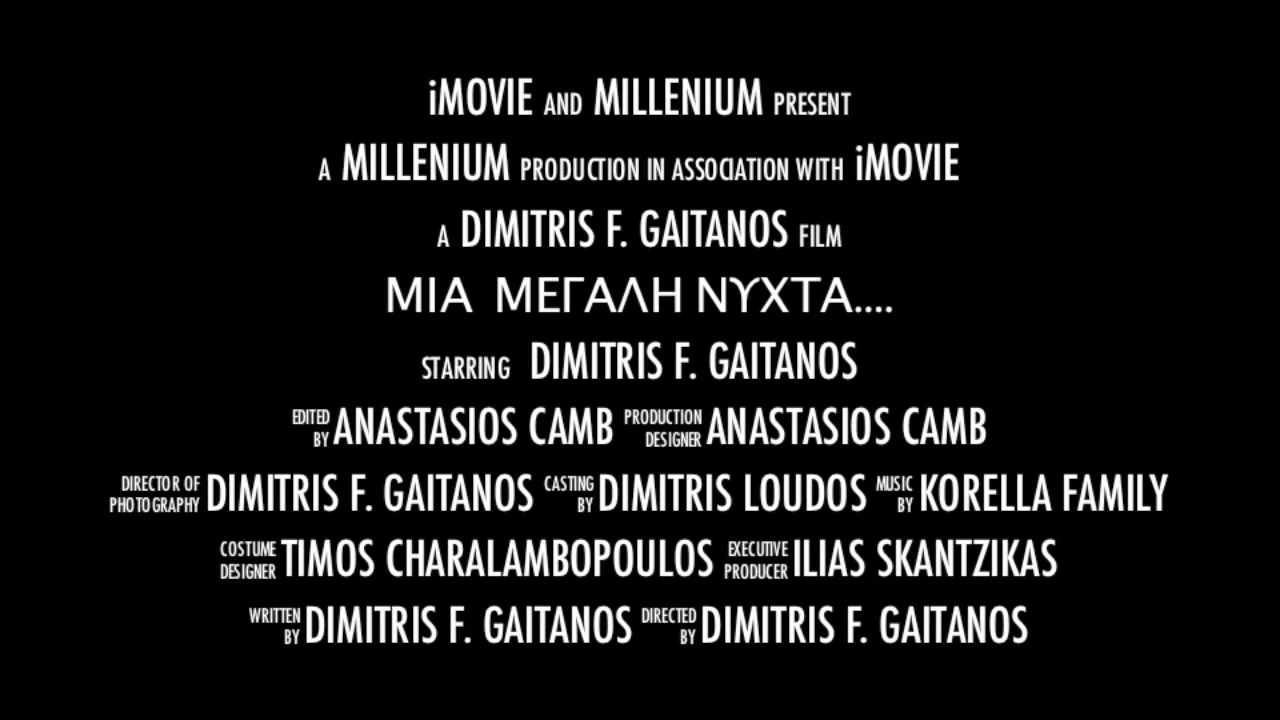 iMOVIE AND MILLENIUM PRESENT
A MILLENIUM PRODUCTION IN ASSOCIATION WITH iMOVIE
A DIMITRIS F. GAITANOS FILM
ΜΙΑ ΜΕΓΑΛΗ ΝΥΧΤΑ....
STARRING DIMITRIS F. GAITANOS
EDITED BY ANASTASIOS CAMB PRODUCTION DESIGNER ANASTASIOS CAMB
DIRECTOR OF PHOTOGRAPHY DIMITRIS F. GAITANOS CASTING BY DIMITRIS LOUDOS MUSIC BY KORELLA FAMILY
COSTUME DESIGNER TIMOS CHARALAMBOPOULOS EXECUTIVE PRODUCER ILIAS SKANTZIKAS
WRITTEN BY DIMITRIS F. GAITANOS DIRECTED BY DIMITRIS F. GAITANOS